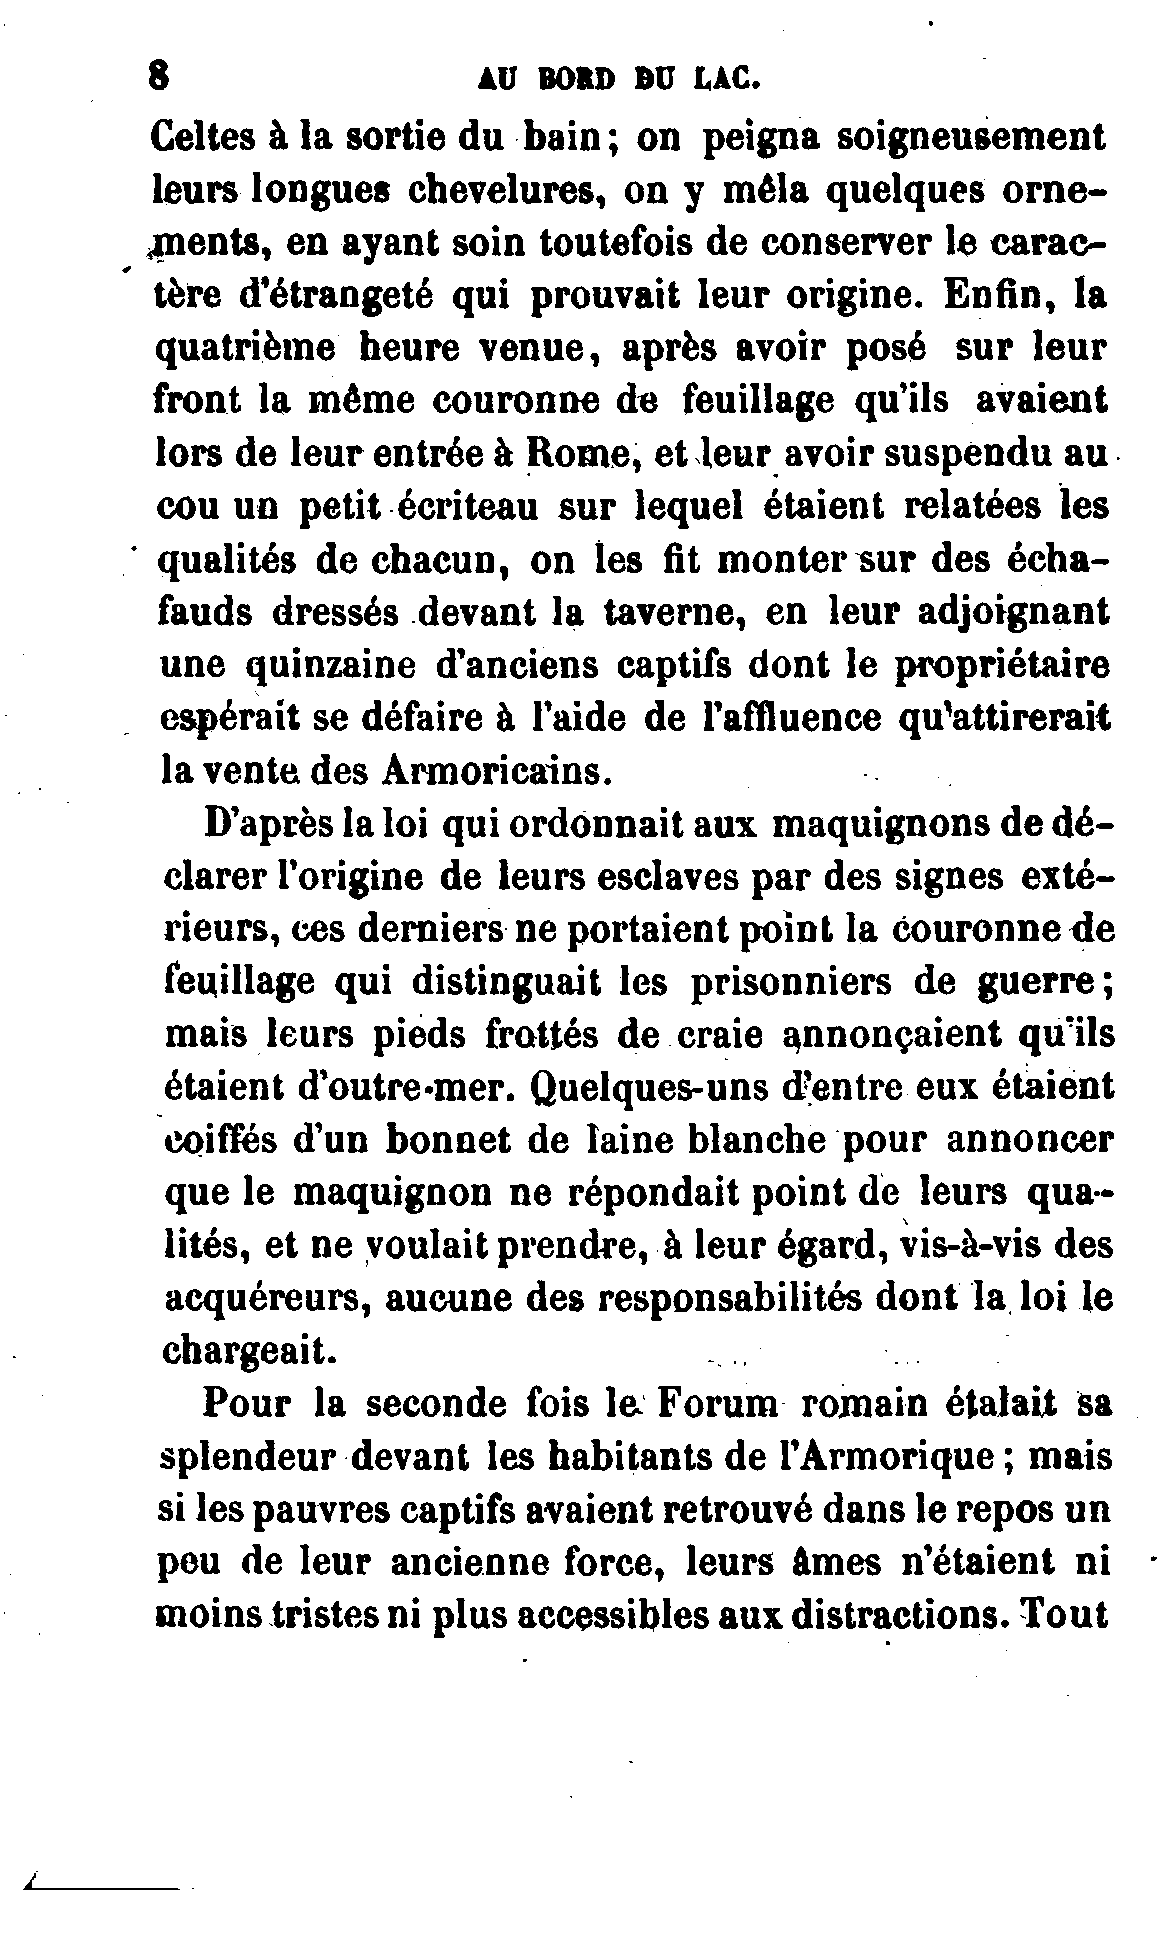 8 AU BORD DU LAC.
Celtes à la sortie du bain; on peigna soigneusement
leurs longues chevelures, on y mêla quelques orne-
ments, en ayant soin toutefois de conserver le carac-
tère d'étrangeté qui prouvait leur origine. Enfin, la
quatrième heure venue, après avoir posé sur leur
front la même couronne de feuillage qu'ils avaient
lors de leur entrée à Rome, et leur avoir suspendu au
cou un petit écriteau sur lequel étaient relatées les
qualités de chacun, on les fit monter sur des écha-
fauds dressés devant la taverne, en leur adjoignant
une quinzaine d'anciens captifs dont le propriétaire
espérait se défaire à l'aide de l'affluence qu'attirerait
la vente des Armoricains.
D'après la loi qui ordonnait aux maquignons de dé-
clarer l'origine de leurs esclaves par des signes exté-
rieurs, ces derniers ne portaient point la couronne de
feuillage qui distinguait les prisonniers de guerre;
mais leurs pieds frottés de craie annonçaient qu'ils
étaient d'outre-mer. Quelques-uns d'entre eux étaient
coiffés d'un bonnet de laine blanche pour annoncer
que le maquignon ne répondait point de leurs qua-
lités, et ne voulait prendre, à leur égard, vis-à-vis des
acquéreurs, aucune des responsabilités dont la loi le
chargeait.
Pour la seconde fois le Forum romain étalait sa
splendeur devant les habitants de l'Armorique; mais
si les pauvres captifs avaient retrouvé dans le repos un
peu de leur ancienne force, leurs âmes n'étaient ni
moins tristes ni plus accessibles aux distractions. Tout